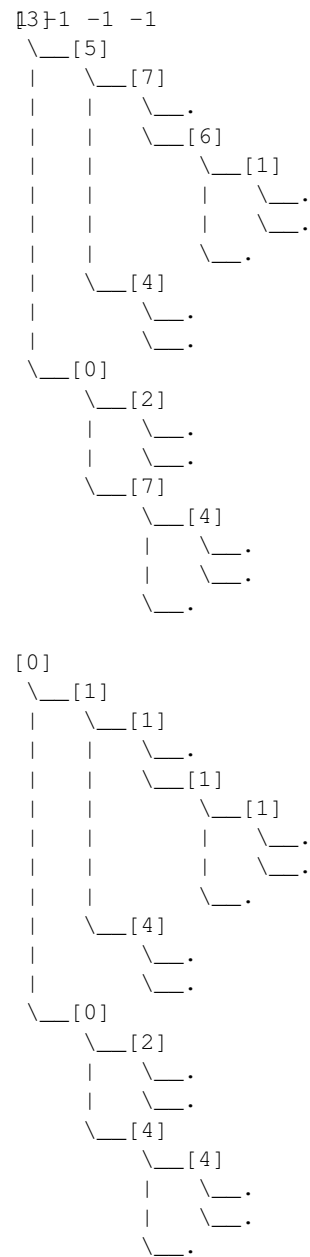 [3]
13 -1 -1 -1
 \__[5]
 |   \__[7]
 |   |   \__.
 |   |   \__[6]
 |   |       \__[1]
 |   |       |   \__.
 |   |       |   \__.
 |   |       \__.
 |   \__[4]
 |       \__.
 |       \__.
 \__[0]
     \__[2]
     |   \__.
     |   \__.
     \__[7]
         \__[4]
         |   \__.
         |   \__.
         \__.
[0]
 \__[1]
 |   \__[1]
 |   |   \__.
 |   |   \__[1]
 |   |       \__[1]
 |   |       |   \__.
 |   |       |   \__.
 |   |       \__.
 |   \__[4]
 |       \__.
 |       \__.
 \__[0]
     \__[2]
     |   \__.
     |   \__.
     \__[4]
         \__[4]
         |   \__.
         |   \__.
         \__.